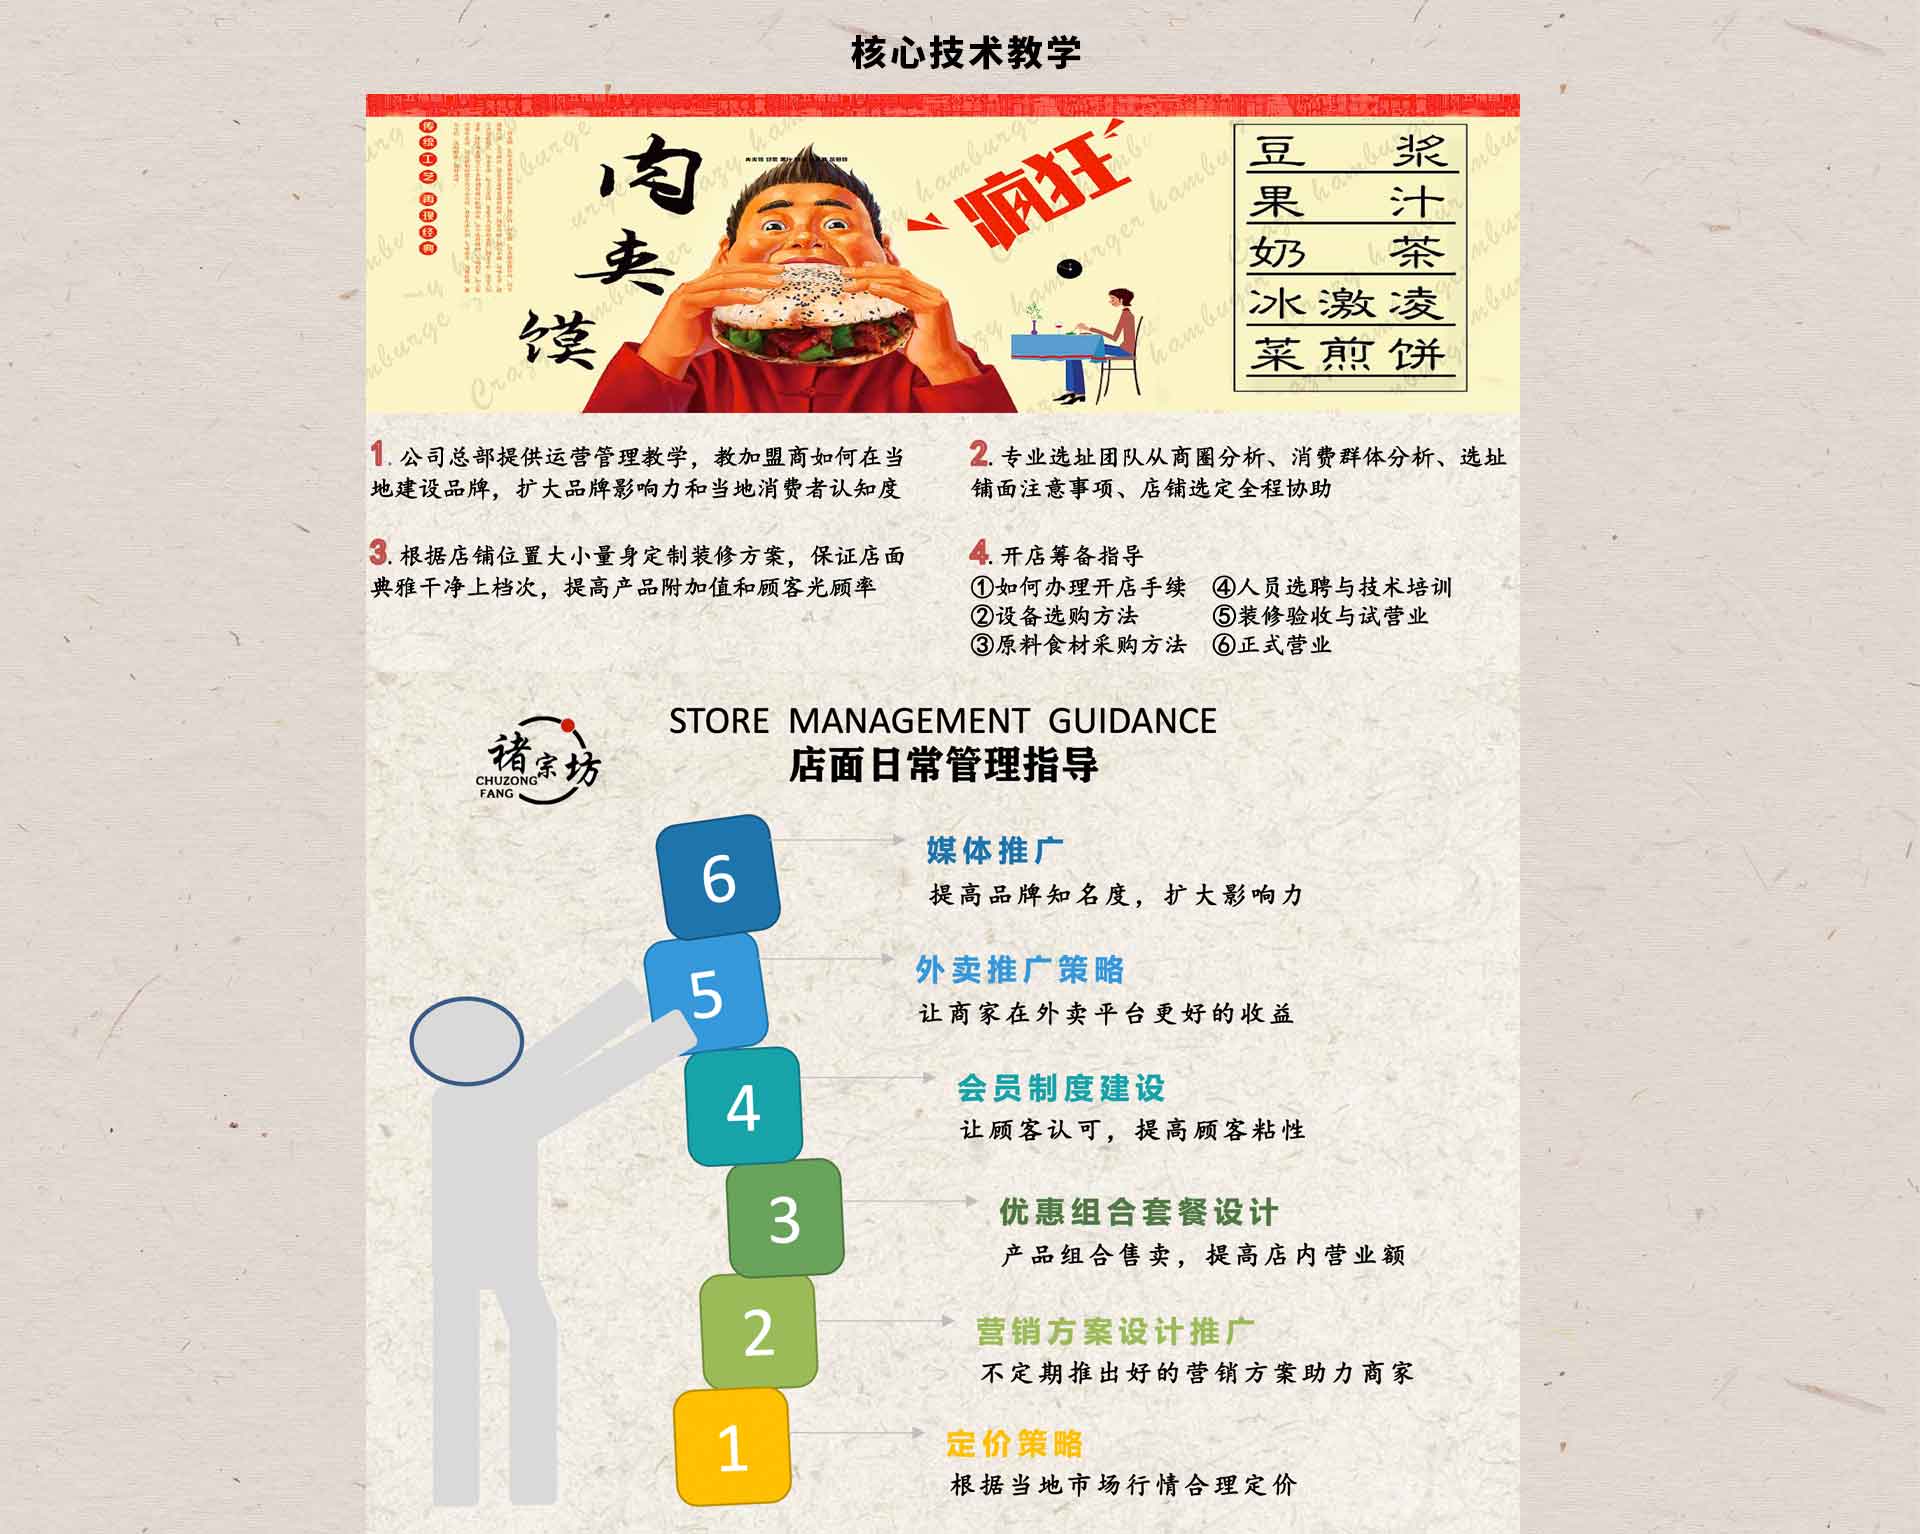 核心技术教学
传统工艺再现经典
肉夹馍
疯狂
豆浆
果汁
奶茶
冰激凌
菜煎饼
Crazy hamburger
1. 公司总部提供运营管理教学，教加盟商如何在当
地建设品牌，扩大品牌影响力和当地消费者认知度
2. 专业选址团队从商圈分析、消费群体分析、选址
铺面注意事项、店铺选定全程协助
3. 根据店铺位置大小量身定制装修方案，保证店面
典雅干净上档次，提高产品附加值和顾客光顾率
4. 开店筹备指导
①如何办理开店手续 ④人员选聘与技术培训
②设备选购方法 ⑤装修验收与试营业
③原料食材采购方法 ⑥正式营业
褚宗坊
CHUZONG
FANG
STORE MANAGEMENT GUIDANCE
店面日常管理指导
6
媒体推广
提高品牌知名度，扩大影响力
5
外卖推广策略
让商家在外卖平台更好的收益
4
会员制度建设
让顾客认可，提高顾客粘性
3
优惠组合套餐设计
产品组合售卖，提高店内营业额
2
营销方案设计推广
不定期推出好的营销方案助力商家
1
定价策略
根据当地市场行情合理定价